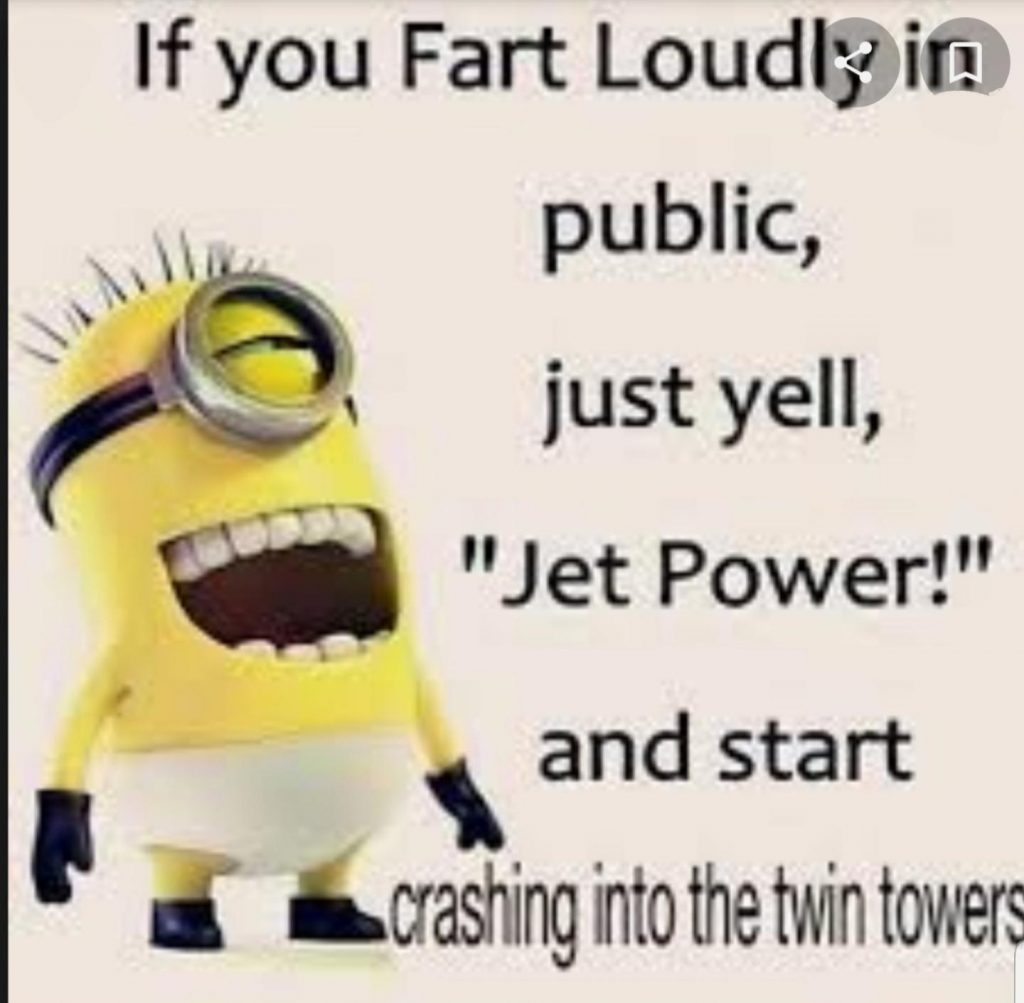 If you Fart Loudly in
public,
just yell,
"Jet Power!"
and start
crashing into the twin towers